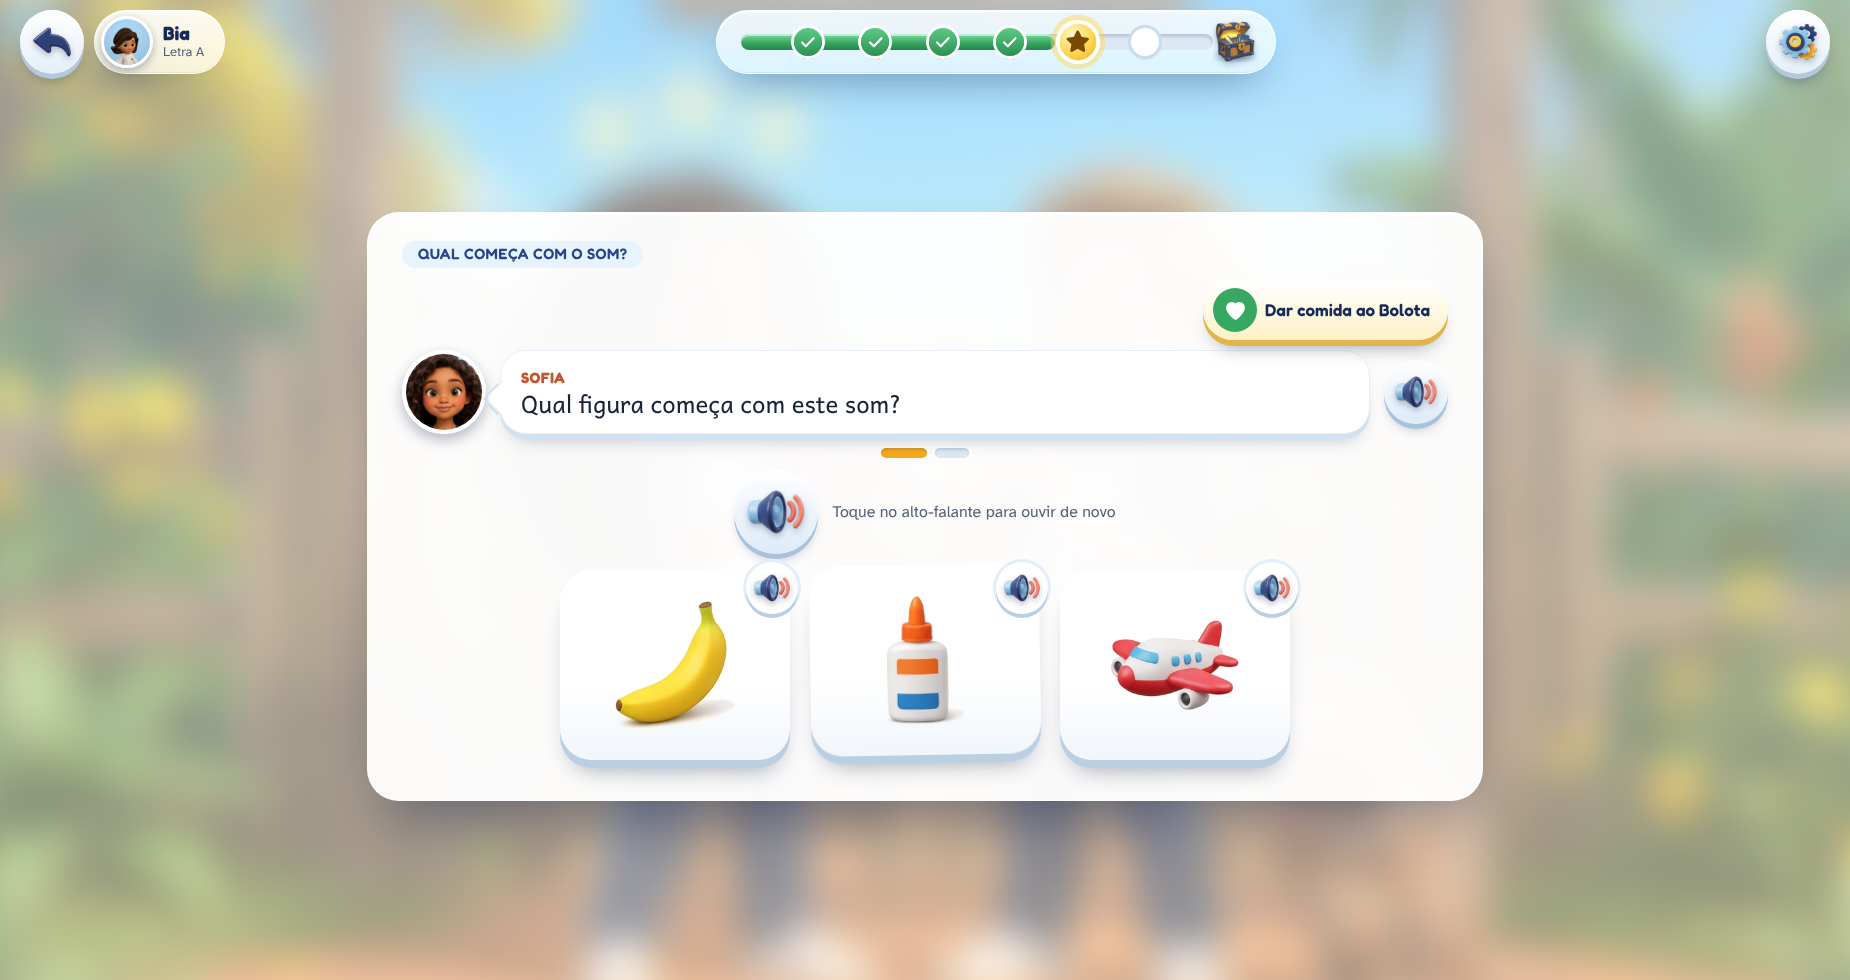 Bia
Letra A
QUAL COMEÇA COM O SOM?
Dar comida ao Bolota
SOFIA
Qual figura começa com este som?
Toque no alto-falante para ouvir de novo